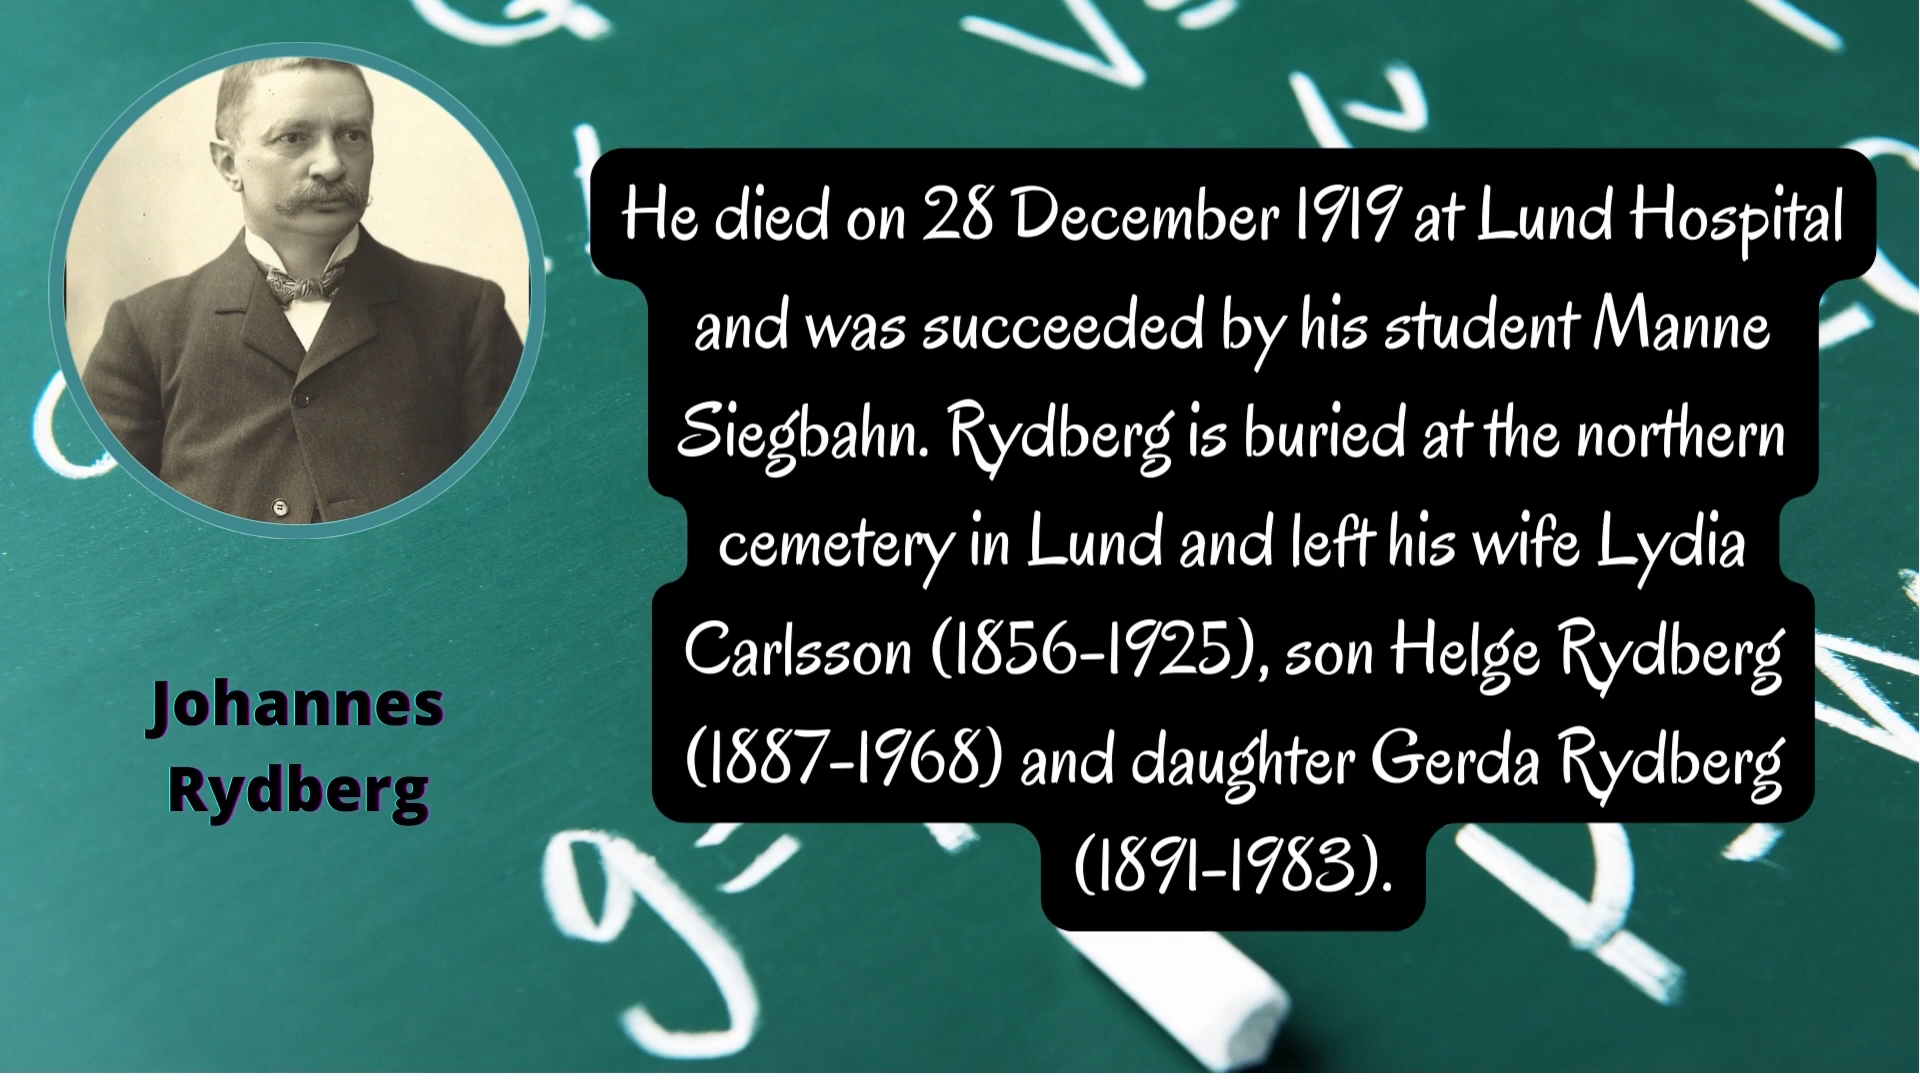 He died on 28 December 1919 at Lund Hospital
and was succeeded by his student Manne
Siegbahn. Rydberg is buried at the northern
cemetery in Lund and left his wife Lydia
Carlsson (1856–1925), son Helge Rydberg
(1887–1968) and daughter Gerda Rydberg
(1891–1983).
Johannes
Rydberg